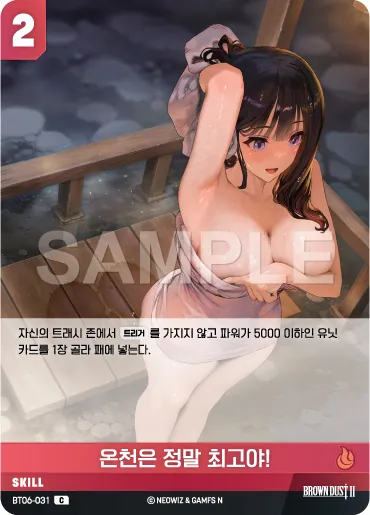 2
SAMPLE
자신의 트래시 존에서 트리거 를 가지지 않고 파워가 5000 이하인 유닛
카드를 1장 골라 패에 넣는다.
온천은 정말 최고야!
SKILL
BT06-031 C ⓒ NEOWIZ & GAMFS N BROWN DUST II